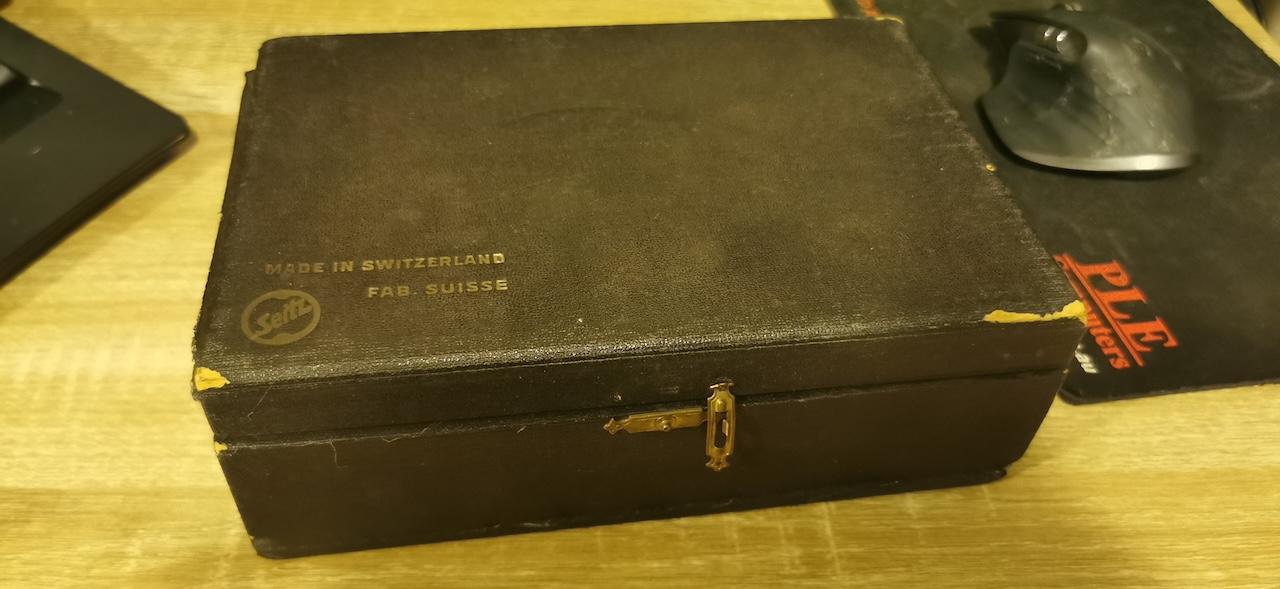 MADE IN SWITZERLAND
FAB. SUISSE
Seitz
PLE